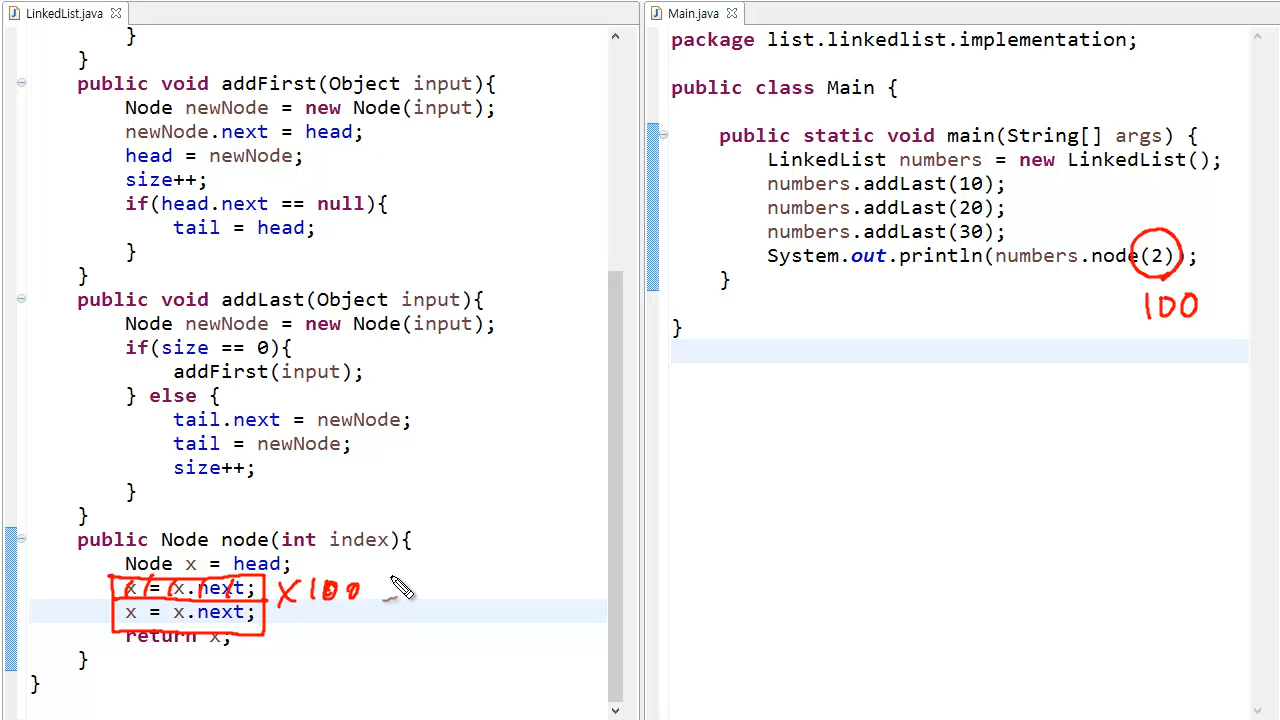 LinkedList.java
}
}
public void addFirst(Object input){
Node newNode = new Node(input);
newNode.next = head;
head = newNode;
size++;
if(head.next == null){
tail = head;
}
}
public void addLast(Object input){
Node newNode = new Node(input);
if(size == 0){
addFirst(input);
} else {
tail.next = newNode;
tail = newNode;
size++;
}
}
public Node node(int index){
Node x = head;
x = x.next; X100
x = x.next;
return x;
}
}
Main.java
package list.linkedlist.implementation;
public class Main {
public static void main(String[] args) {
LinkedList numbers = new LinkedList();
numbers.addLast(10);
numbers.addLast(20);
numbers.addLast(30);
System.out.println(numbers.node(2));
}
100
}